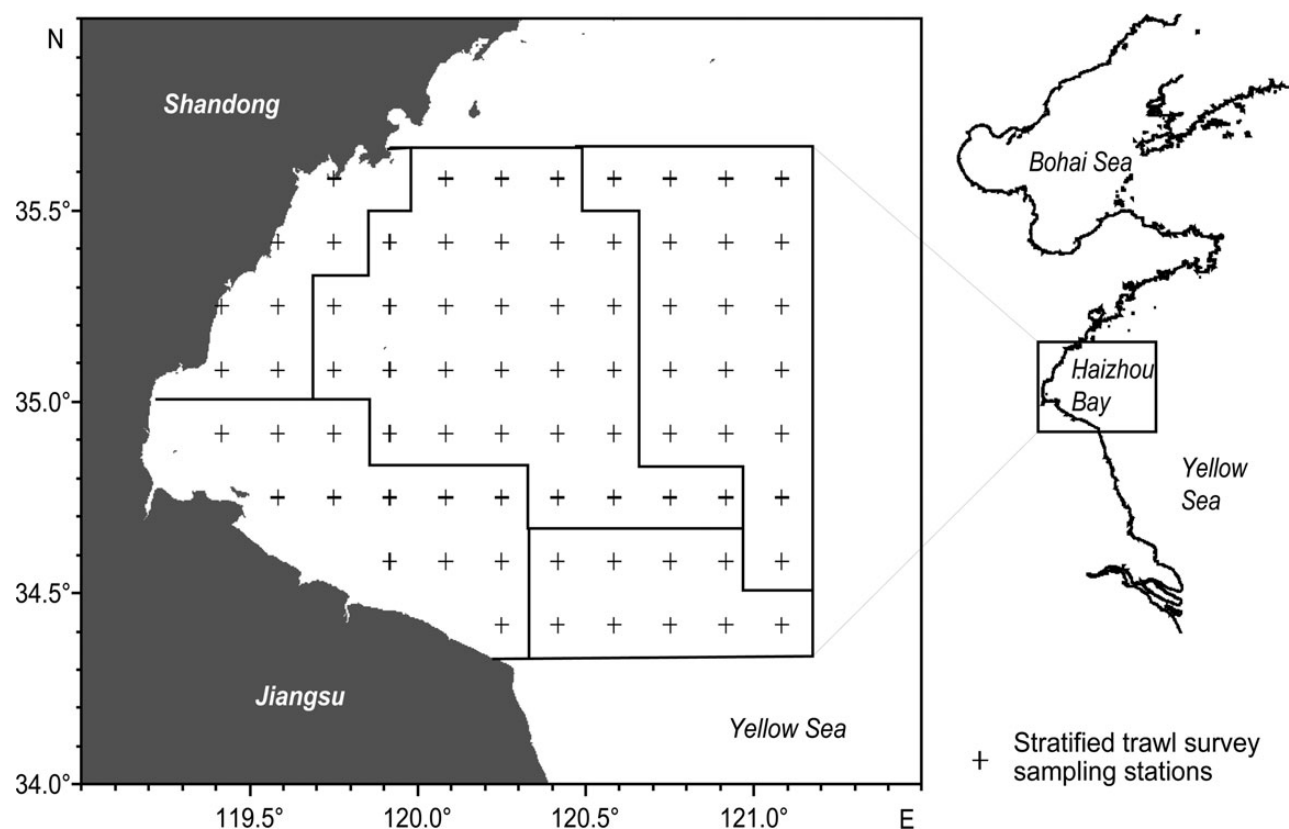 N
Shandong
Bohai Sea
35.5°
Haizhou
Bay
35.0°
Yellow
Sea
34.5°
Jiangsu
Yellow Sea
+ Stratified trawl survey
sampling stations
34.0°
119.5° 120.0° 120.5° 121.0° E